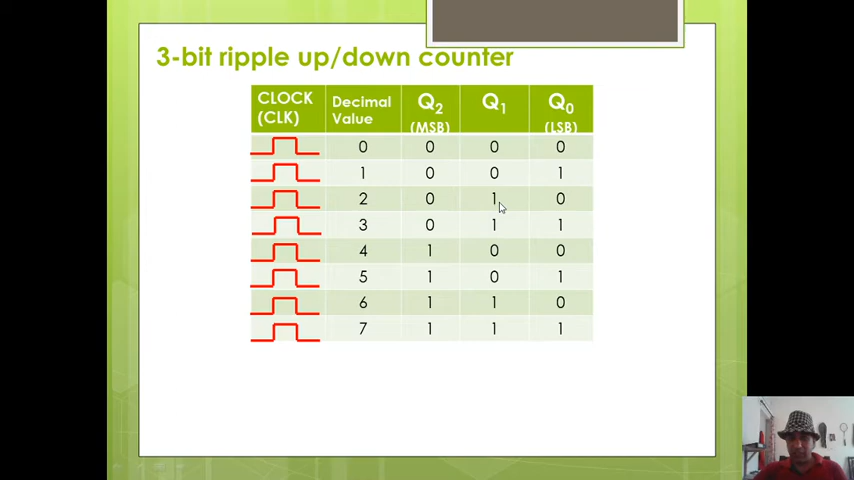 3-bit ripple up/down counter
CLOCK (CLK) Decimal Value Q₂ (MSB) Q₁ Q₀ (LSB)
0 0 0 0
1 0 0 1
2 0 1 0
3 0 1 1
4 1 0 0
5 1 0 1
6 1 1 0
7 1 1 1